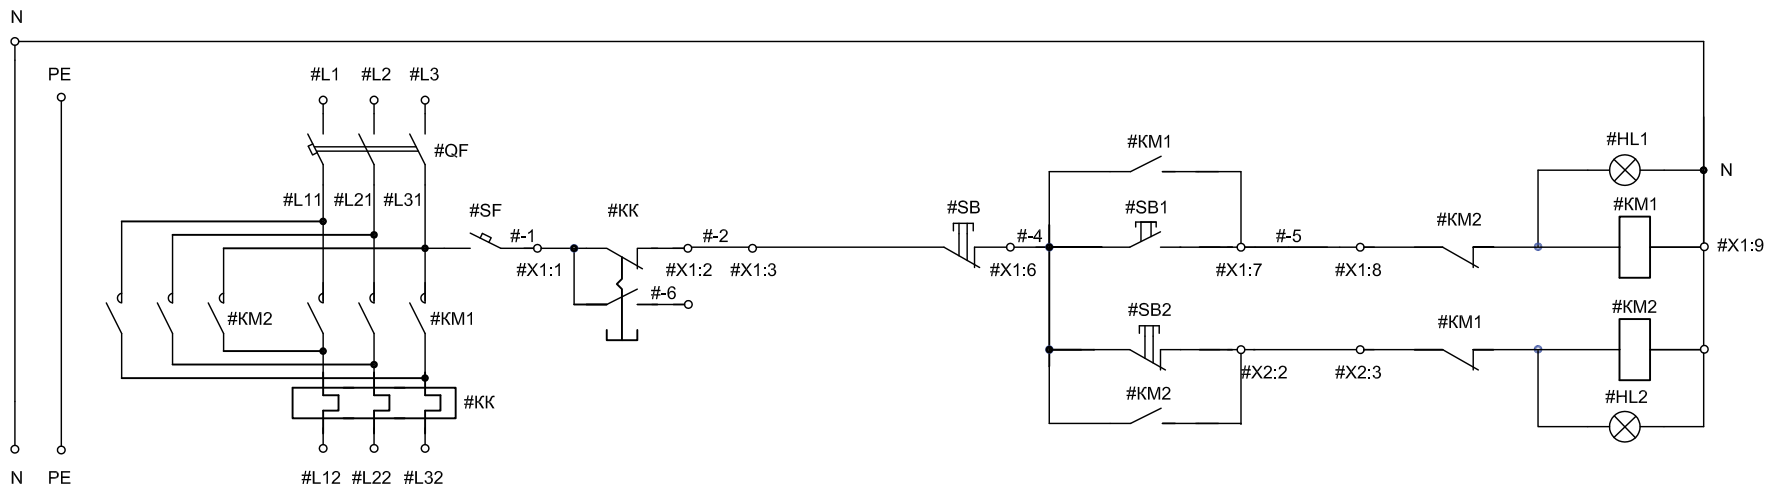 N
PE #L1 #L2 #L3
#QF #KM1 #HL1
N
#L11 #L21 #L31
#SF #KK #SB #SB1 #KM2 #KM1
#-1 #-2 #-4 #-5
#X1:9
#X1:1 #X1:2 #X1:3 #X1:6 #X1:7 #X1:8
#-6
#KM2 #KM1 #SB2 #KM1 #KM2
#X2:2 #X2:3
#KK #KM2 #HL2
N PE #L12 #L22 #L32